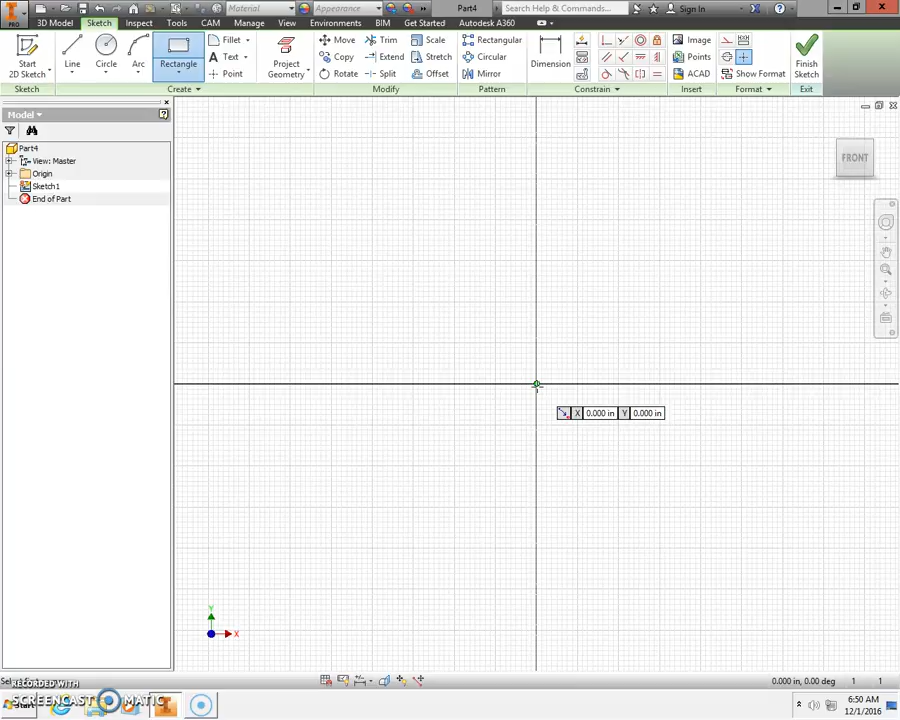 Material
Appearance
Part4
Search Help & Commands...
Sign In
PRO
3D Model Sketch Inspect Tools CAM Manage View Environments BIM Get Started Autodesk A360
Start 2D Sketch
Line
Circle
Arc
Rectangle
Fillet
Text
Point
Project Geometry
Move
Copy
Rotate
Trim
Extend
Split
Scale
Stretch
Offset
Rectangular
Circular
Mirror
Dimension
Image
Points
ACAD
Show Format
Finish Sketch
Sketch
Create
Modify
Pattern
Constrain
Insert
Format
Exit
Model
Part4
View: Master
Origin
Sketch1
End of Part
FRONT
X 0.000 in Y 0.000 in
Y
X
RECORDED WITH
SCREENCAST MATIC
0.000 in, 0.00 deg 1 1
Start
6:50 AM
12/1/2016